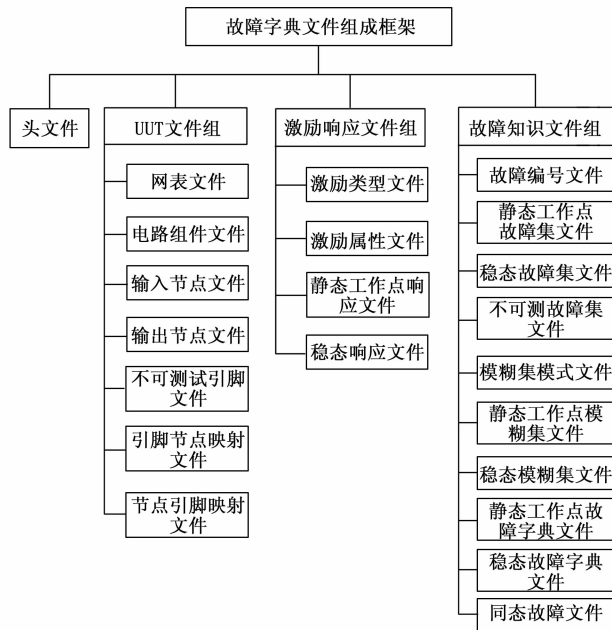 故障字典文件组成框架
头文件
UUT文件组
激励响应文件组
故障知识文件组
网表文件
电路组件文件
输入节点文件
输出节点文件
不可测试引脚
文件
引脚节点映射
文件
节点引脚映射
文件
激励类型文件
激励属性文件
静态工作点响
应文件
稳态响应文件
故障编号文件
静态工作点
故障集文件
稳态故障集文件
不可测故障集
文件
模糊集模式文件
静态工作点模
糊集文件
稳态模糊集文件
静态工作点故
障字典文件
稳态故障字典
文件
同态故障文件